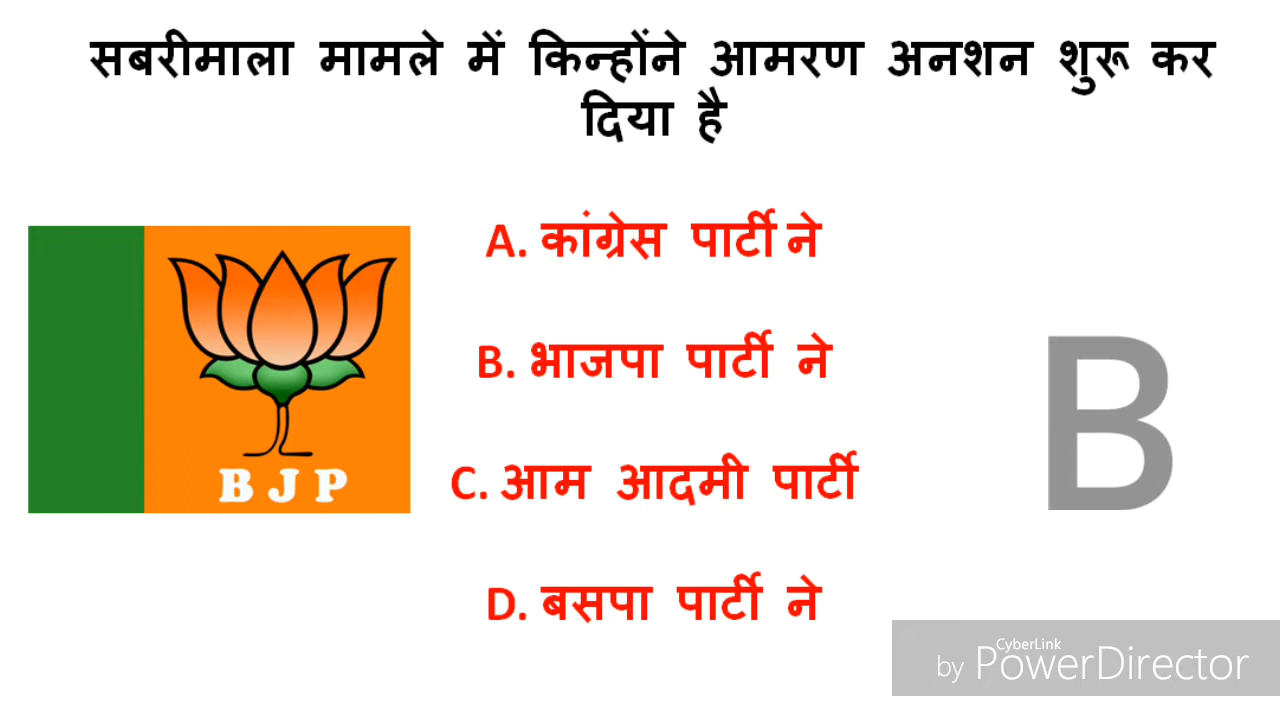 सबरीमाला मामले में किन्होंने आमरण अनशन शुरू कर
दिया है
A. कांग्रेस पार्टी ने
B. भाजपा पार्टी ने
C. आम आदमी पार्टी
D. बसपा पार्टी ने
BJP
B
CyberLink
by PowerDirector